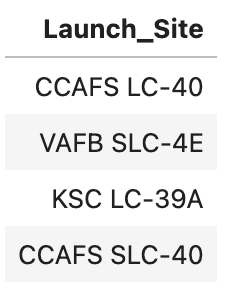 Launch_Site
CCAFS LC-40
VAFB SLC-4E
KSC LC-39A
CCAFS SLC-40